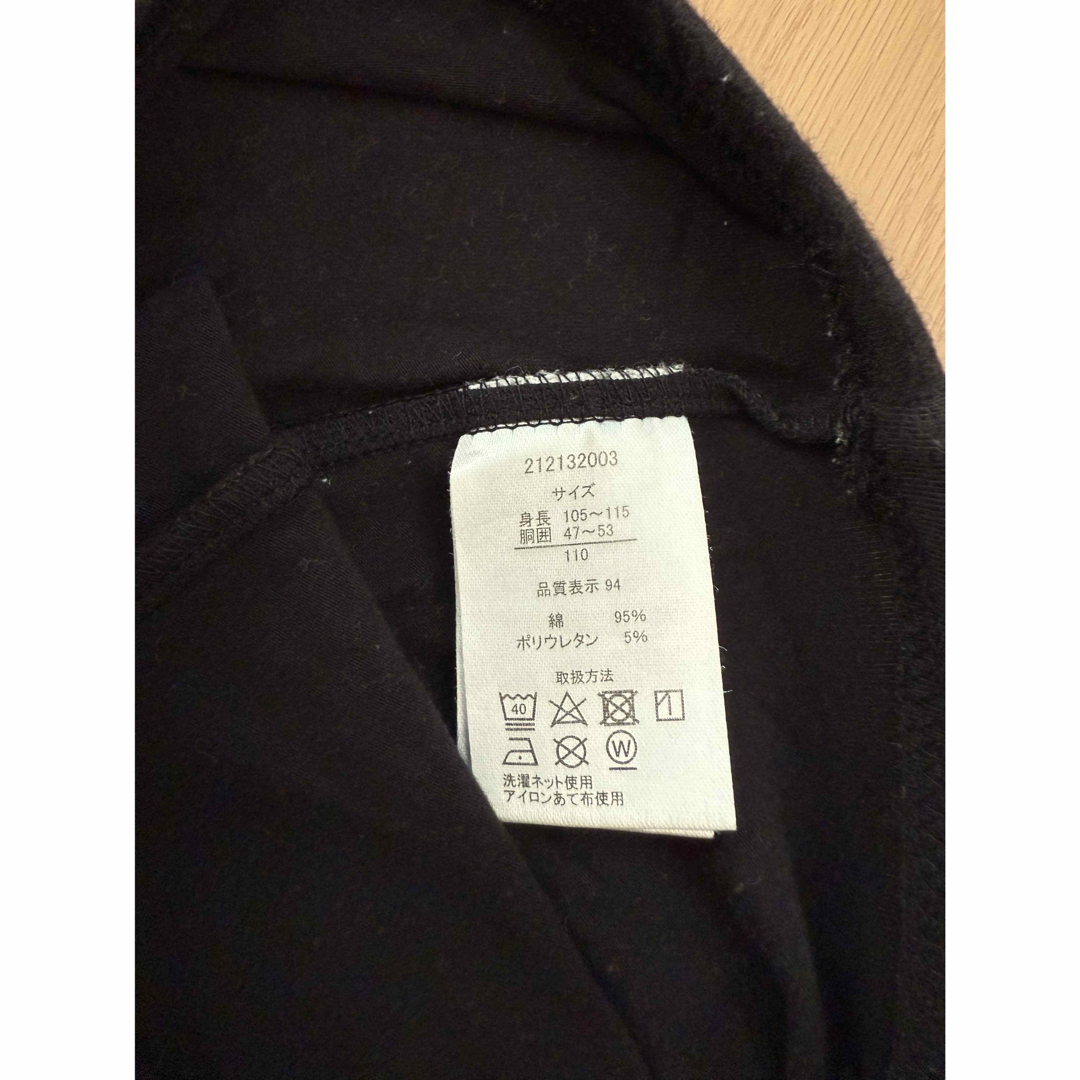 212132003
サイズ
身長 105～115
胴囲 47～53
110
品質表示 94
綿 95%
ポリウレタン 5%
取扱方法
40
W
洗濯ネット使用
アイロンあて布使用